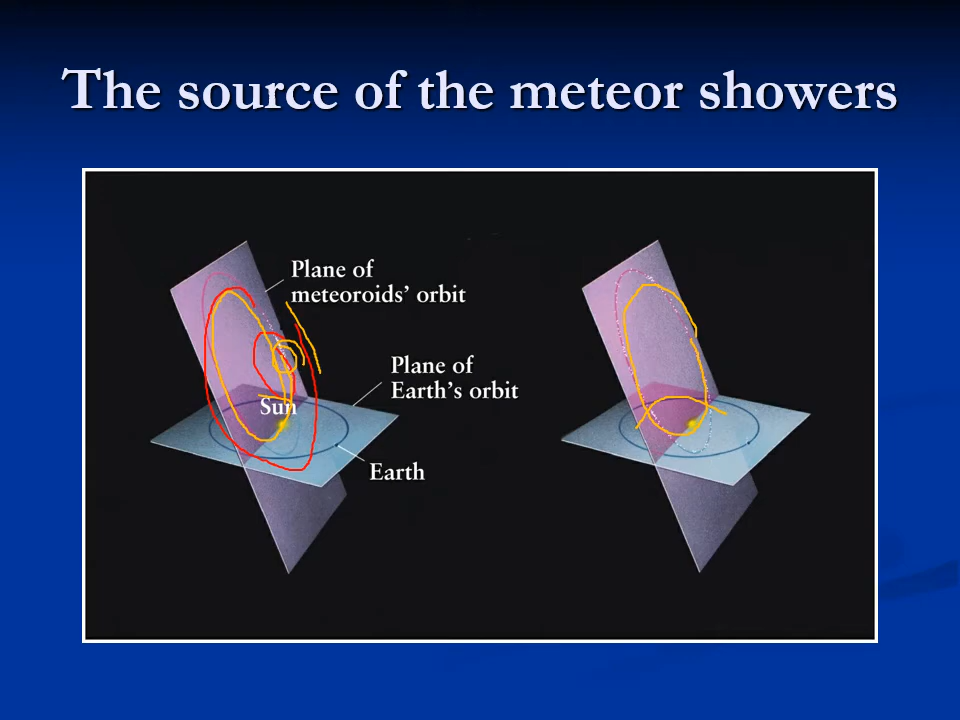 The source of the meteor showers
Plane of
meteoroids’ orbit
Plane of
Earth’s orbit
Sun
Earth